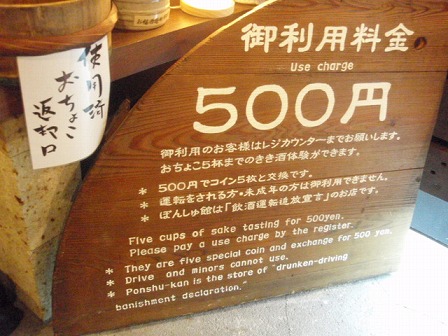 使用済
おちょこ
返却口
御利用料金
Use charge
500円
御利用のお客様はレジカウンターまでお願いします。
おちょこ5杯までのきき酒体験ができます。
* 500円でコイン5枚と交換です。
* 運転をされる方・未成年の方は御利用できません。
* ぽんしゅ館は「飲酒運転追放宣言」のお店です。
Five cups of sake tasting for 500yen.
Please pay a use charge by the register.
* They are five special coin and exchange for 500 yen.
* Drive and minors cannot use.
* Ponshu-kan is the store of "drunken-driving
banishment declaration."